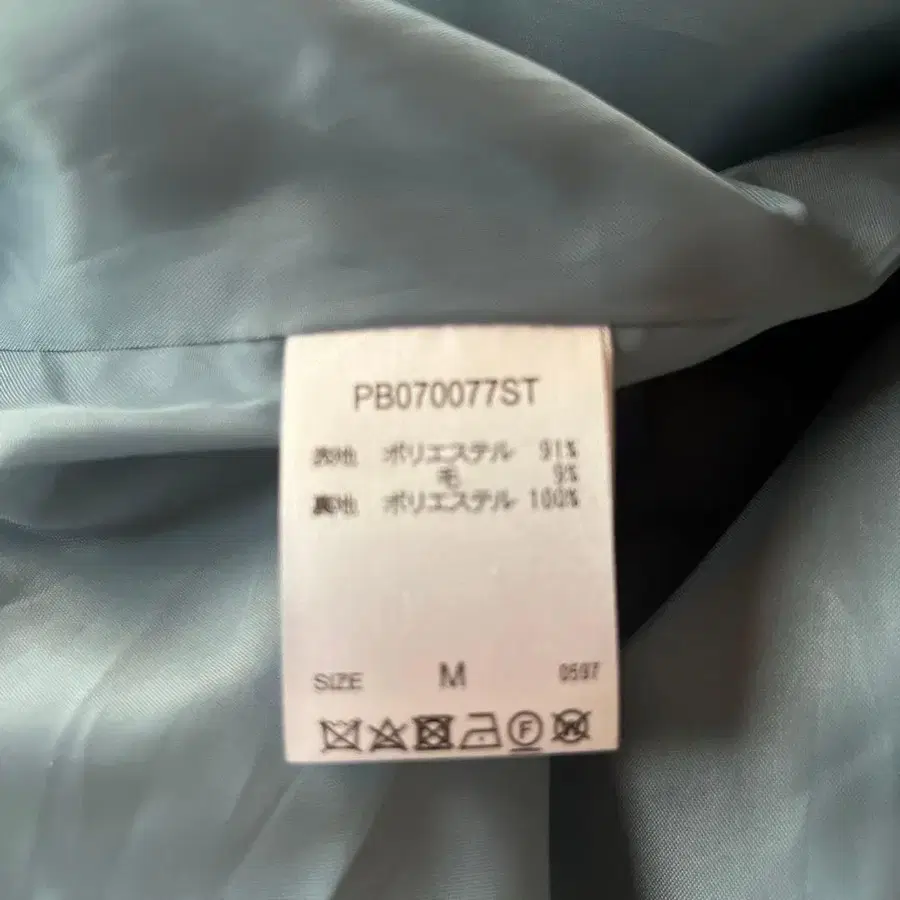 PB070077ST
表地 ポリエステル 91%
毛 9%
裏地 ポリエステル 100%
SIZE M 0597
F
W